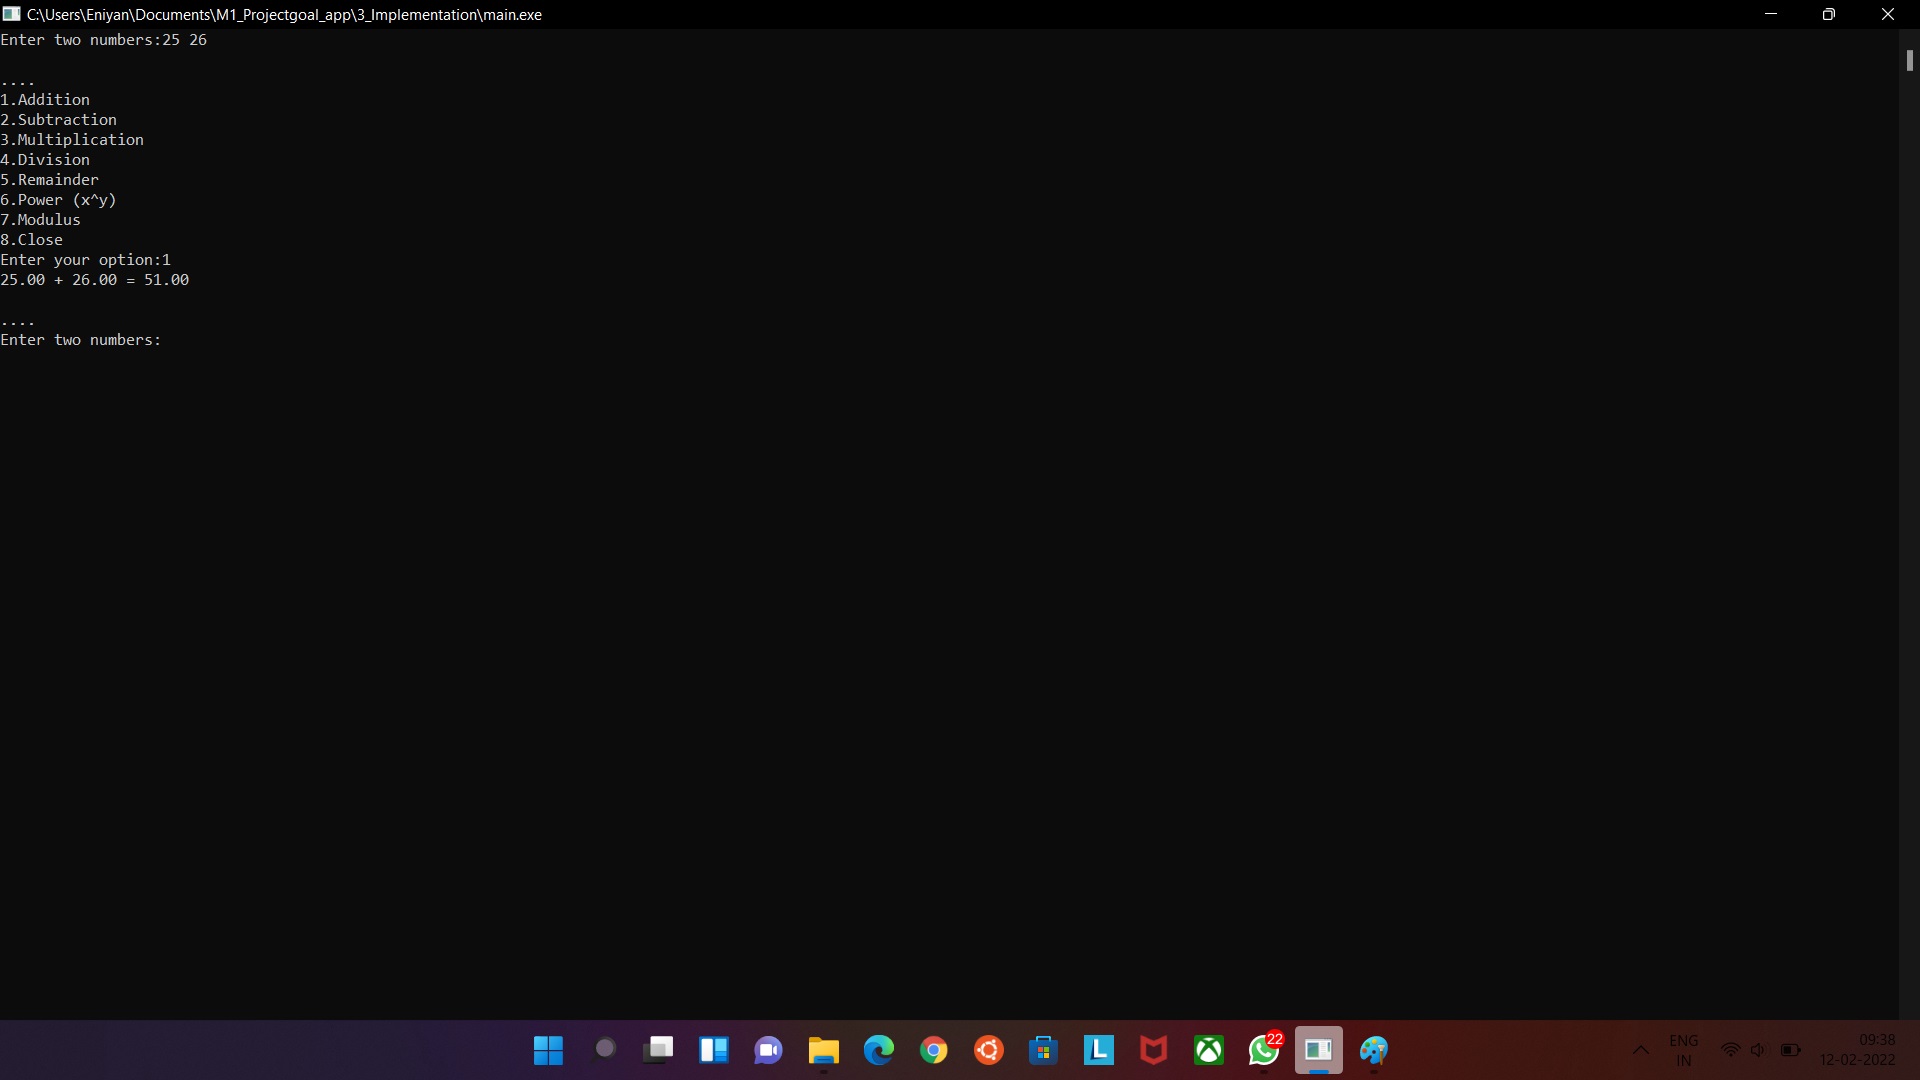 C:\Users\Eniyan\Documents\M1_Projectgoal_app\3_Implementation\main.exe
Enter two numbers:25 26
....
1.Addition
2.Subtraction
3.Multiplication
4.Division
5.Remainder
6.Power (x^y)
7.Modulus
8.Close
Enter your option:1
25.00 + 26.00 = 51.00
....
Enter two numbers:
L
22
ENG
IN
09:38
12-02-2022